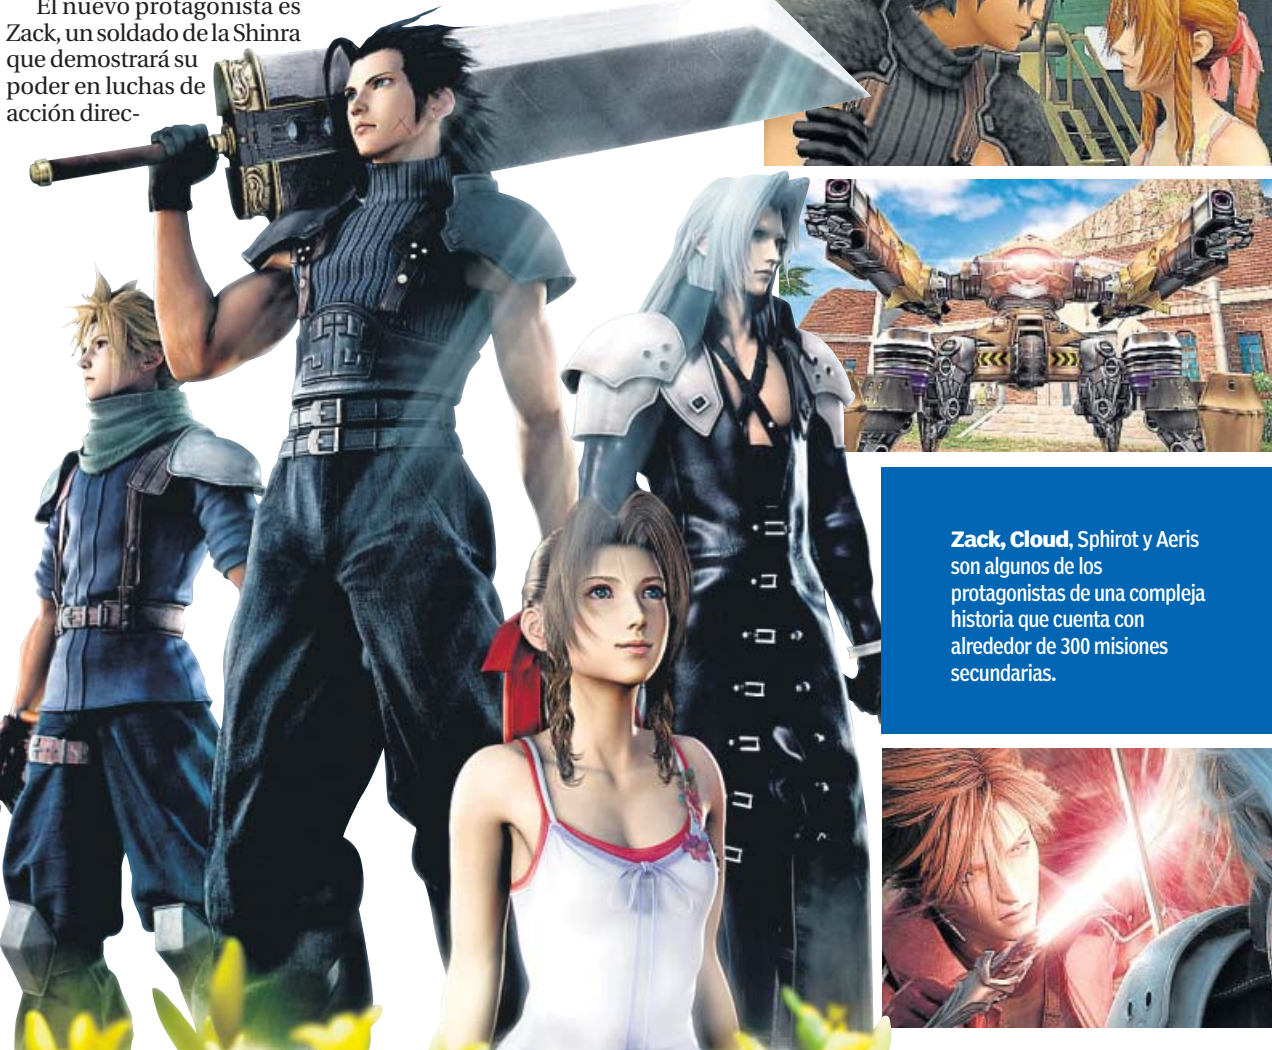 El nuevo protagonista es
Zack, un soldado de la Shinra
que demostrará su
poder en luchas de
acción direc-
Zack, Cloud, Sphirot y Aeris
son algunos de los
protagonistas de una compleja
historia que cuenta con
alrededor de 300 misiones
secundarias.